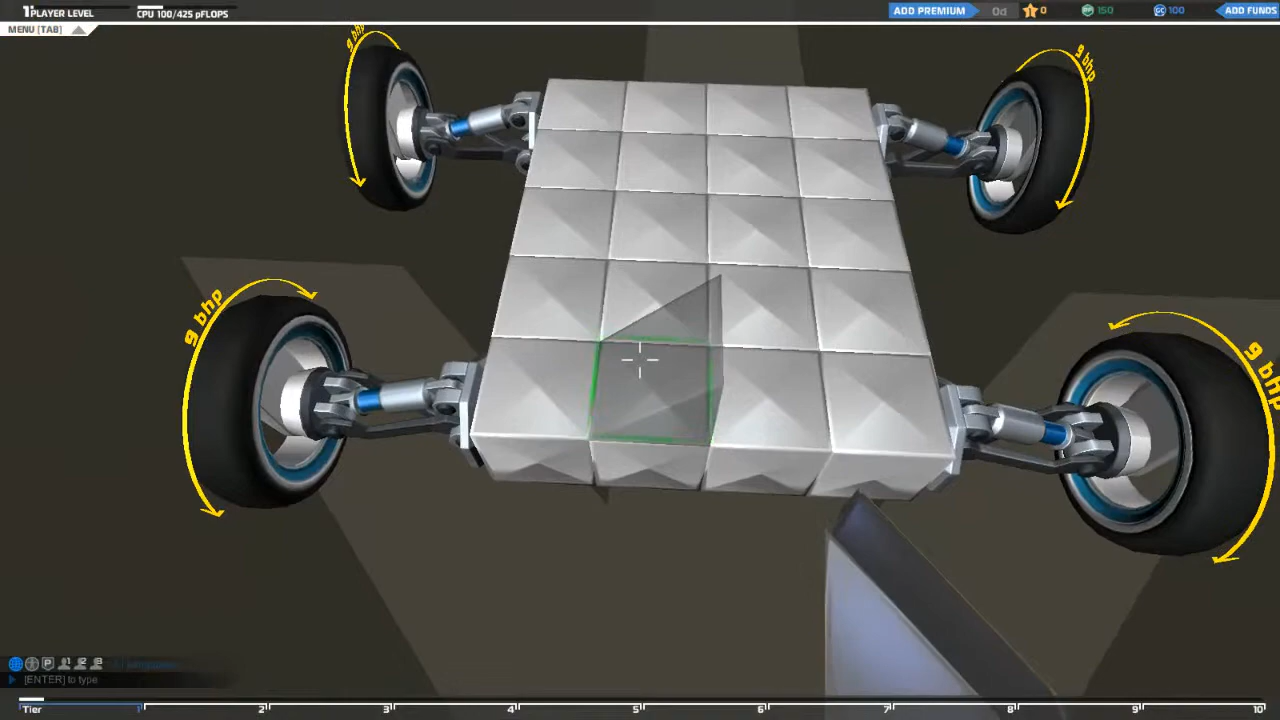 1 PLAYER LEVEL
CPU 100/425 pFLOPS
ADD PREMIUM
0d
0
RP 150
GC 100
ADD FUNDS
MENU [TAB]
9 bhp
9 bhp
9 bhp
9 bhp
P
[ENTER] to type
Tier 1 2 3 4 5 6 7 8 9 10